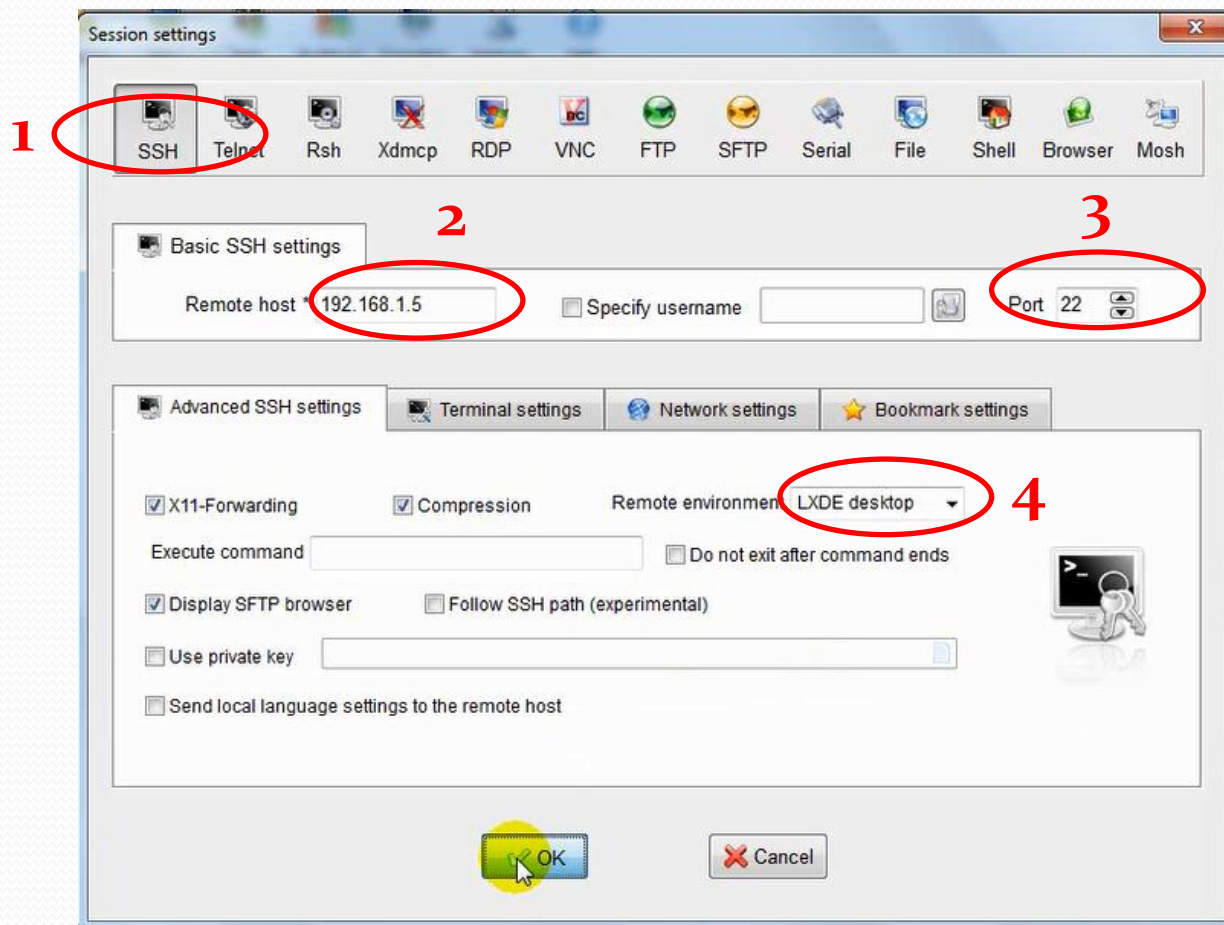 Session settings
1
SSH Telnet Rsh Xdmcp RDP VNC FTP SFTP Serial File Shell Browser Mosh
2
3
Basic SSH settings
Remote host * 192.168.1.5 Specify username Port 22
Advanced SSH settings Terminal settings Network settings Bookmark settings
X11-Forwarding Compression Remote environmen LXDE desktop 4
Execute command Do not exit after command ends
Display SFTP browser Follow SSH path (experimental)
Use private key
Send local language settings to the remote host
OK Cancel